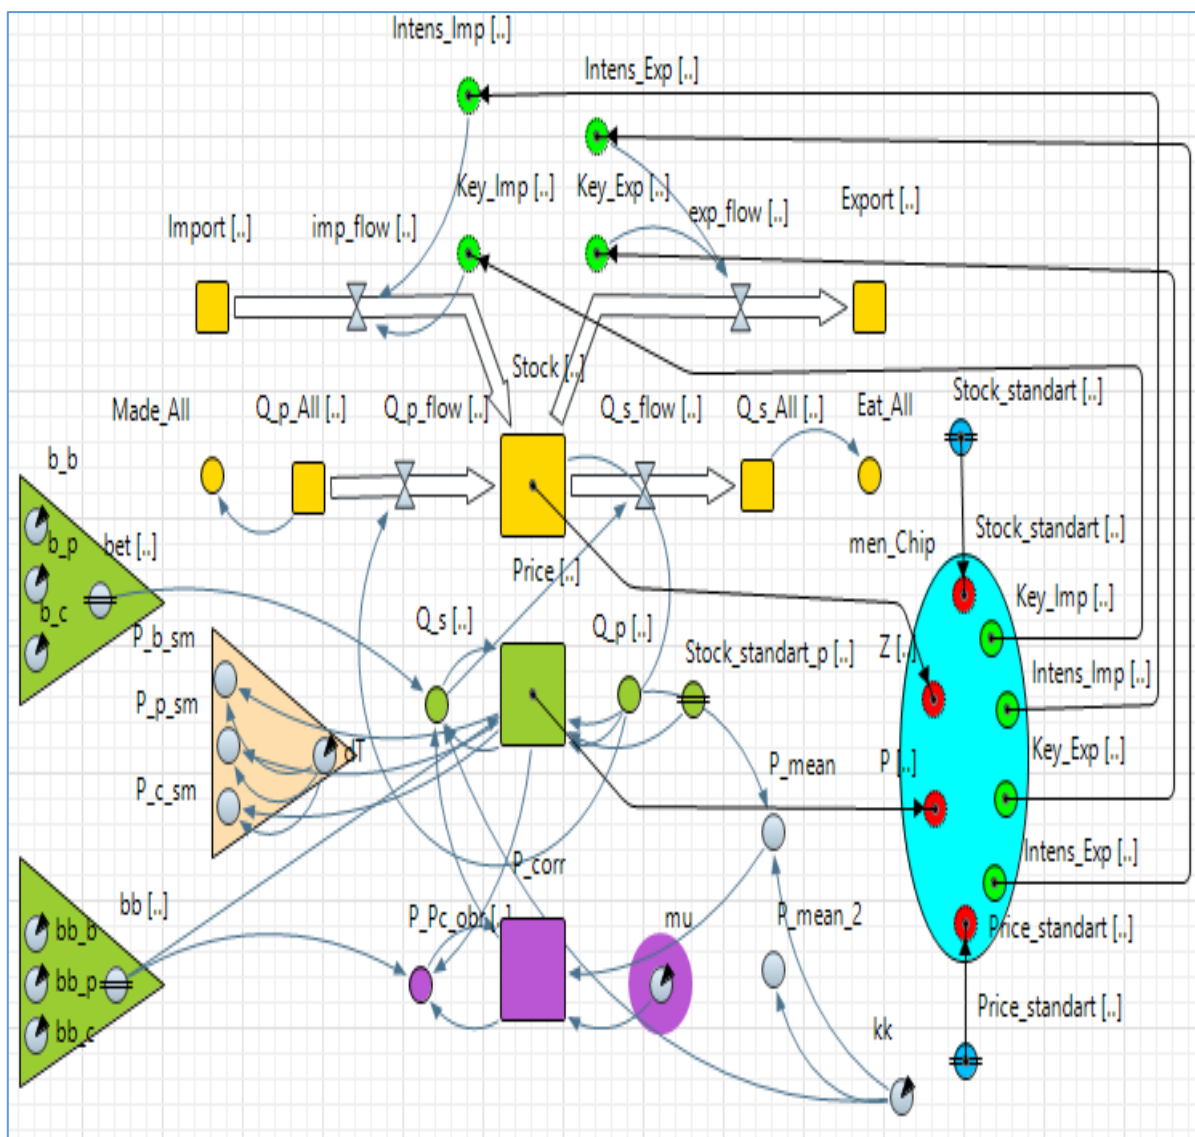 Intens_Imp [..]
Intens_Exp [..]
Key_Imp [..]
Key_Exp [..]
Import [..]
imp_flow [..]
exp_flow [..]
Export [..]
Stock [..]
Stock_standart [..]
Made_All
Q_p_All [..]
Q_p_flow [..]
Q_s_flow [..]
Q_s_All [..]
Eat_All
b_b
b_p
bet [..]
b_c
men_Chip
Stock_standart [..]
Price [..]
Key_Imp [..]
Q_s [..]
Q_p [..]
P_b_sm
Stock_standart_p [..]
Z [..]
Intens_Imp [..]
P_p_sm
dT
P_mean
P [..]
Key_Exp [..]
P_c_sm
P_corr
Intens_Exp [..]
bb [..]
bb_b
P_Pc_obr [..]
mu
P_mean_2
Price_standart [..]
bb_p
bb_c
kk
Price_standart [..]